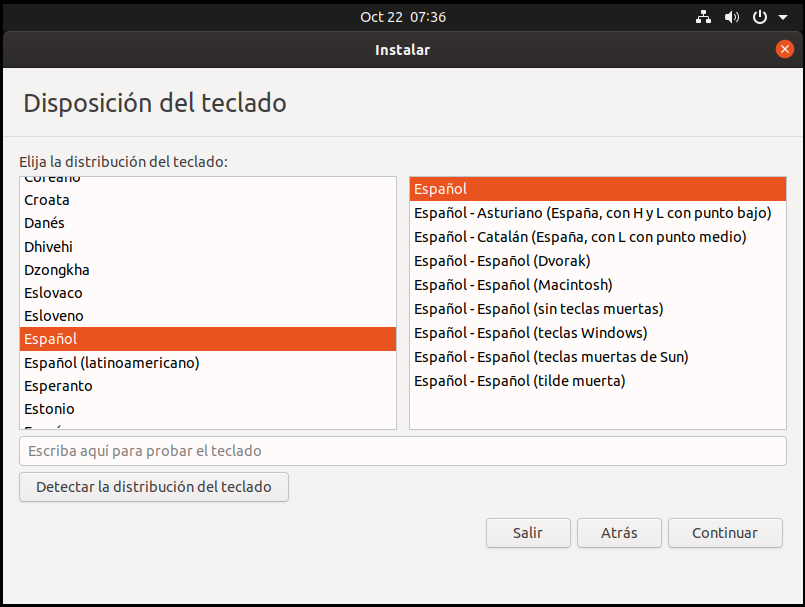 Oct 22 07:36
Instalar
Disposición del teclado
Elija la distribución del teclado:
Coreano
Croata
Danés
Dhivehi
Dzongkha
Eslovaco
Esloveno
Español
Español (latinoamericano)
Esperanto
Estonio
Español
Español - Asturiano (España, con H y L con punto bajo)
Español - Catalán (España, con L con punto medio)
Español - Español (Dvorak)
Español - Español (Macintosh)
Español - Español (sin teclas muertas)
Español - Español (teclas Windows)
Español - Español (teclas muertas de Sun)
Español - Español (tilde muerta)
Escriba aquí para probar el teclado
Detectar la distribución del teclado
Salir
Atrás
Continuar